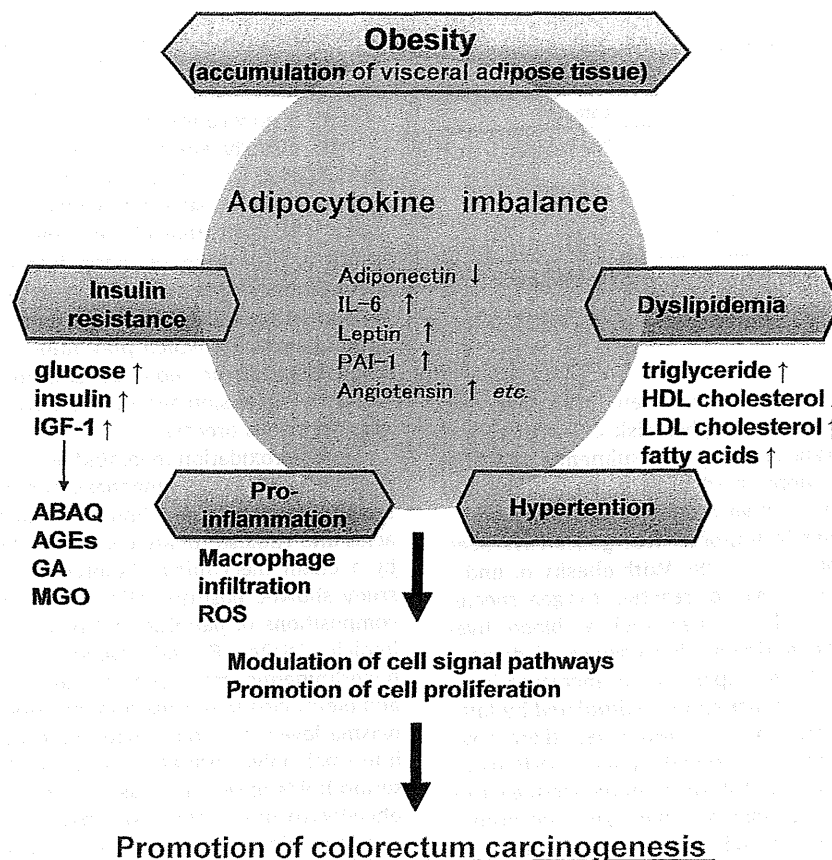 Obesity
(accumulation of visceral adipose tissue)
Adipocytokine imbalance
Adiponectin ↓
IL-6 ↑
Leptin ↑
PAI-1 ↑
Angiotensin ↑ etc.
Insulin
resistance
glucose ↑
insulin ↑
IGF-1 ↑
ABAQ
AGEs
GA
MGO
Dyslipidemia
triglyceride ↑
HDL cholesterol
LDL cholesterol ↑
fatty acids ↑
Pro-
inflammation
Macrophage
infiltration
ROS
Hypertention
Modulation of cell signal pathways
Promotion of cell proliferation
Promotion of colorectum carcinogenesis